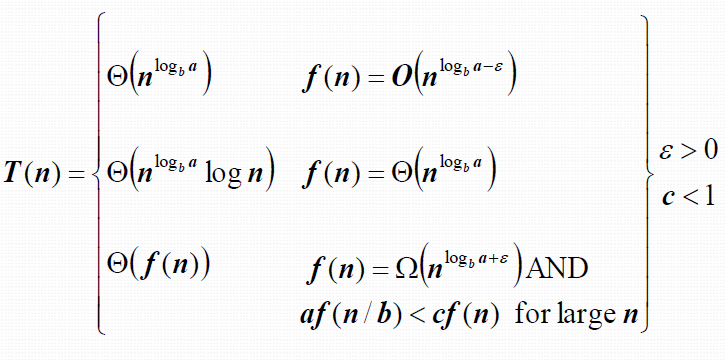 Θ(n^{log_b a}) f(n) = O(n^{log_b a−ε})
T(n) = { Θ(n^{log_b a} log n) f(n) = Θ(n^{log_b a}) } ε > 0
c < 1
Θ(f(n)) f(n) = Ω(n^{log_b a+ε}) AND
af(n/b) < cf(n) for large n